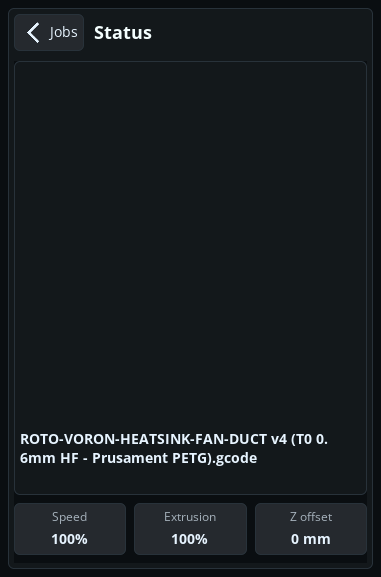 Jobs
Status
ROTO-VORON-HEATSINK-FAN-DUCT v4 (T0 0.
6mm HF - Prusament PETG).gcode
Speed
Extrusion
Z offset
100%
100%
0 mm